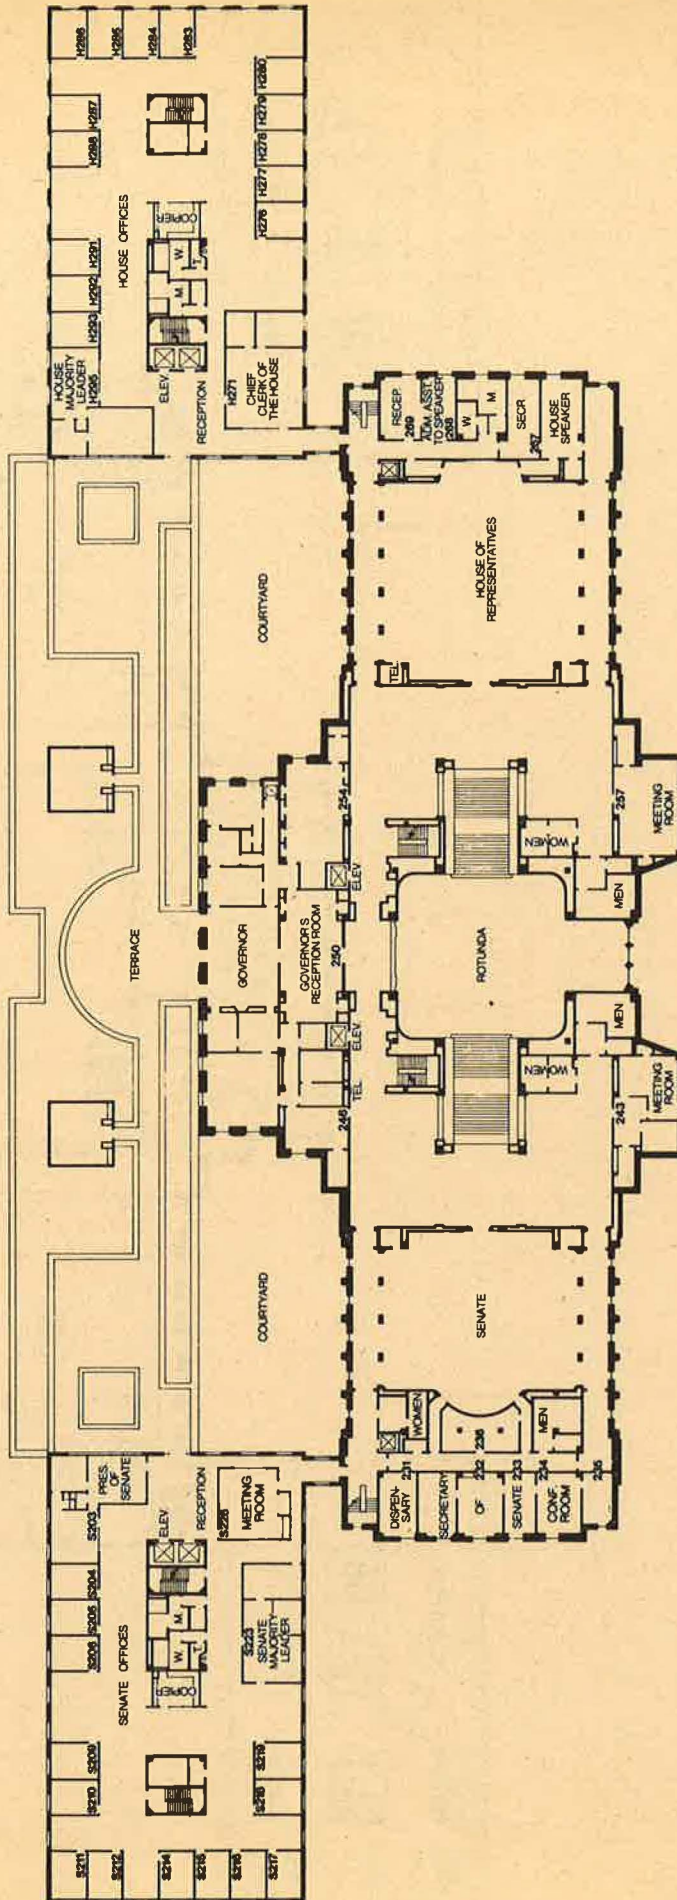 H286
H285
H284
H283
H280
H279
H278
H277
H276
H287
H288
HOUSE OFFICES
H291
H292
H293
COPIER
W.
M.
T.
HOUSE
MAJORITY
LEADER
H295
ELEV
RECEPTION
H271
CHIEF
CLERK OF
THE HOUSE
COURTYARD
TERRACE
GOVERNOR
GOVERNOR S
RECEPTION ROOM
250
254
ELEV.
ELEV.
TEL.
246
COURTYARD
RECEP.
269
ADM. ASST.
TO SPEAKER
268
W.
M
SECR
267
HOUSE
SPEAKER
HOUSE OF
REPRESENTATIVES
TEL
257
MEETING
ROOM
WOMEN
MEN
ROTUNDA
MEN
WOMEN
243
MEETING
ROOM
SENATE
WOMEN
236
MEN
231
232
233
234
235
DISPEN-
SARY
SECRETARY
OF
SENATE
CONF.
ROOM
PRES.
OF
SENATE
S203
S204
S205
S206
SENATE OFFICES
S209
S210
S211
S212
S214
S215
S216
S217
S219
ELEV
RECEPTION
S226
MEETING
ROOM
S223
SENATE
MAJORITY
LEADER
W.
M.
T.
COPIER